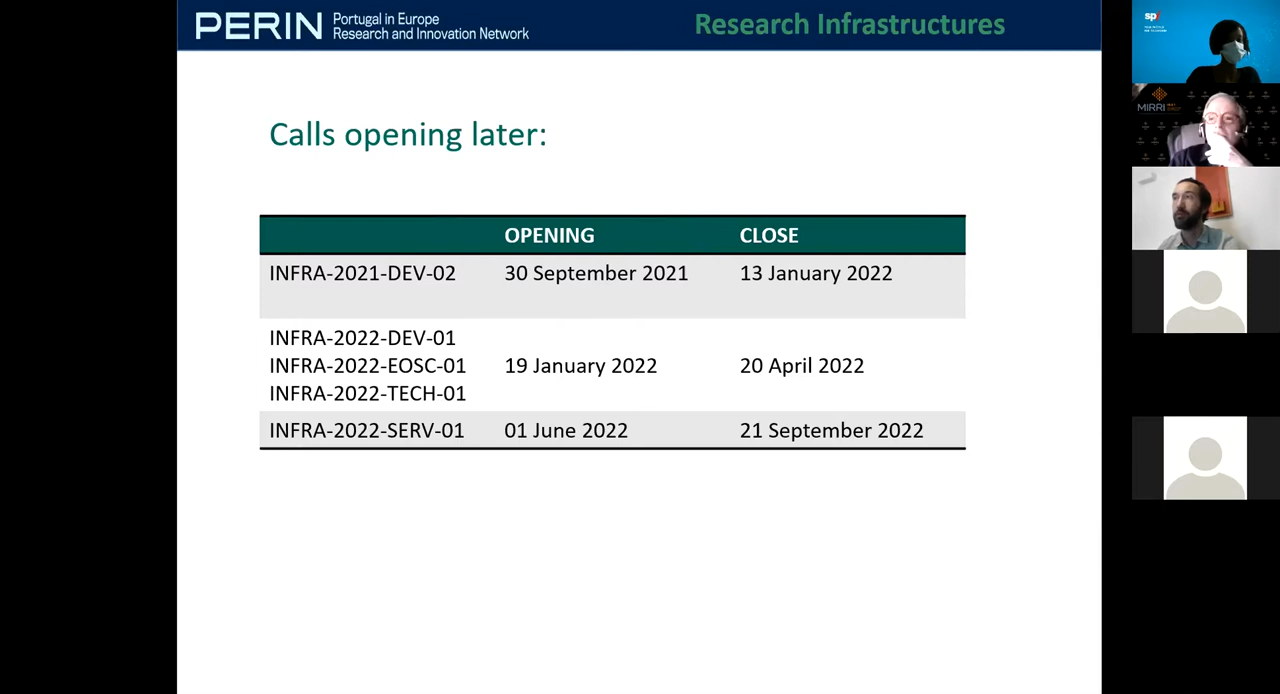 PERIN
Portugal in Europe
Research and Innovation Network
Research Infrastructures
Calls opening later:
OPENING CLOSE
INFRA-2021-DEV-02 30 September 2021 13 January 2022
INFRA-2022-DEV-01
INFRA-2022-EOSC-01 19 January 2022 20 April 2022
INFRA-2022-TECH-01
INFRA-2022-SERV-01 01 June 2022 21 September 2022
MIRRI